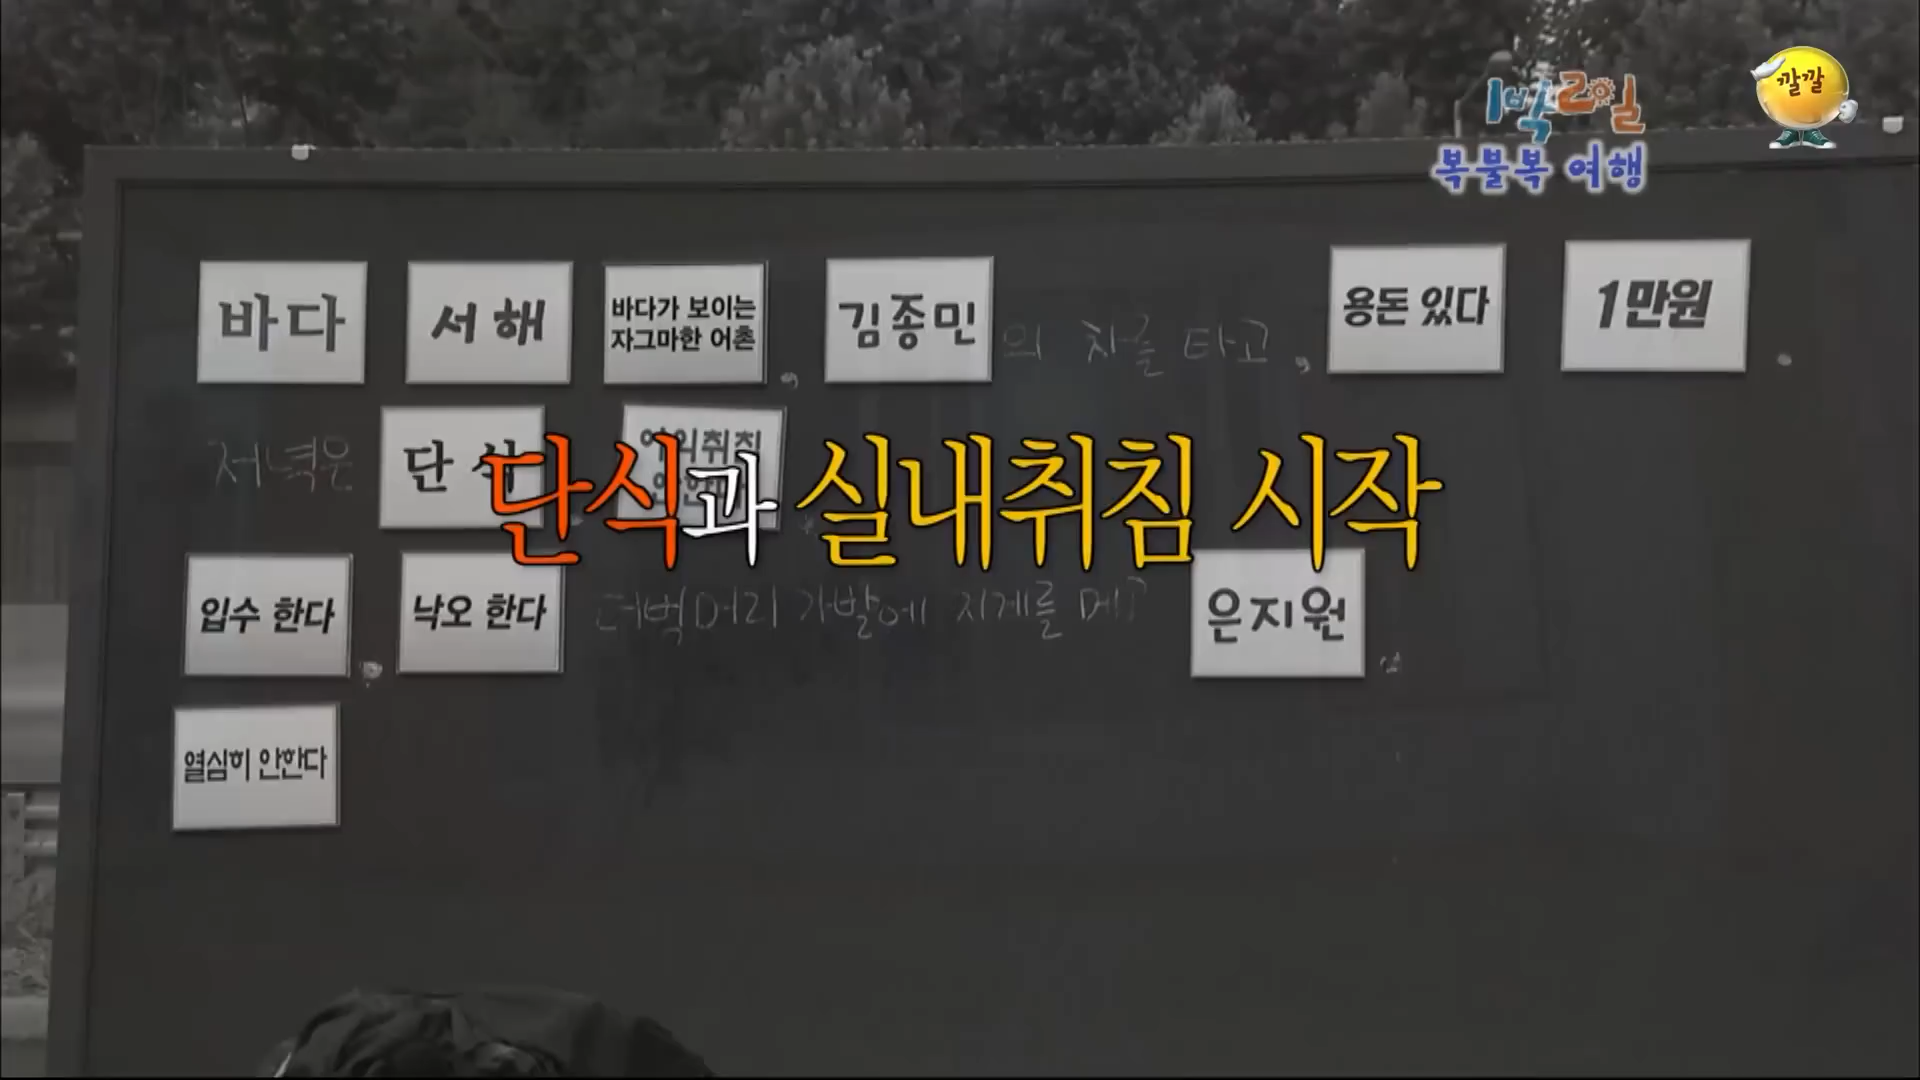 깔깔
1박2일
복불복 여행
바다 서해 바다가 보이는 자그마한 어촌, 김종민의 차를 타고, 용돈 있다 1만원.
저녁은 단식
단식과 실내취침 시작
입수 한다, 낙오 한다 더벅머리 가발에 지게를 메고 은지원.
열심히 안한다